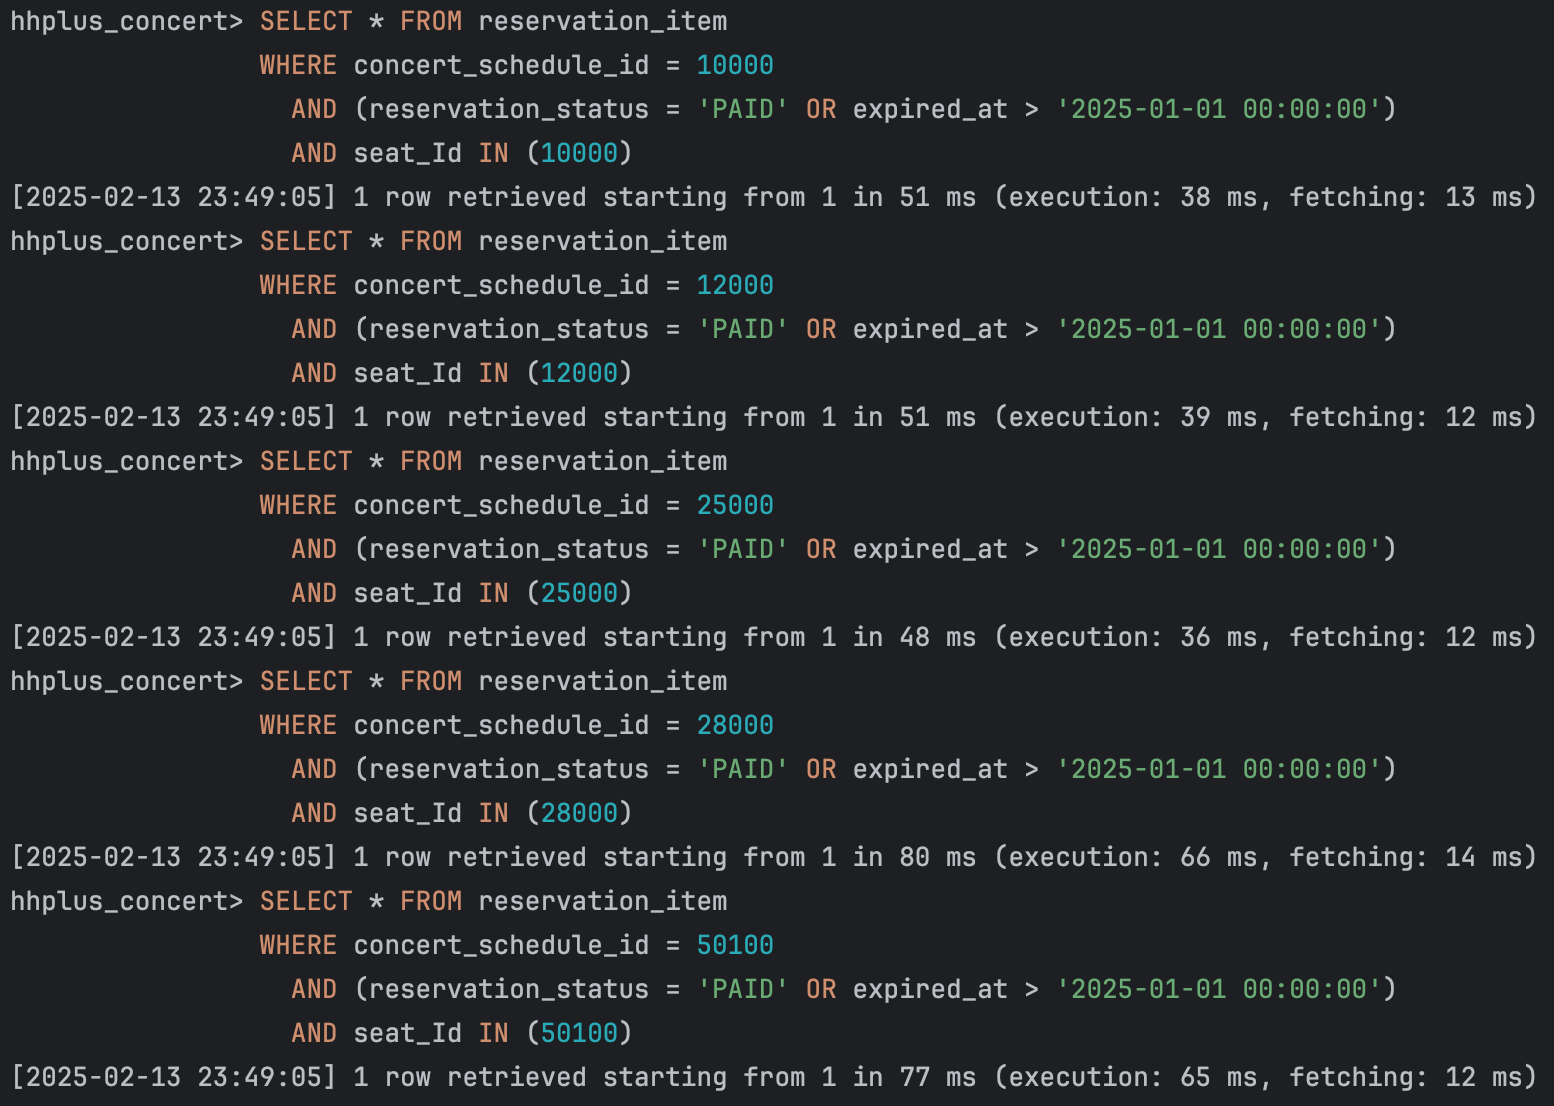 hhplus_concert> SELECT * FROM reservation_item
WHERE concert_schedule_id = 10000
AND (reservation_status = 'PAID' OR expired_at > '2025-01-01 00:00:00')
AND seat_Id IN (10000)
[2025-02-13 23:49:05] 1 row retrieved starting from 1 in 51 ms (execution: 38 ms, fetching: 13 ms)
hhplus_concert> SELECT * FROM reservation_item
WHERE concert_schedule_id = 12000
AND (reservation_status = 'PAID' OR expired_at > '2025-01-01 00:00:00')
AND seat_Id IN (12000)
[2025-02-13 23:49:05] 1 row retrieved starting from 1 in 51 ms (execution: 39 ms, fetching: 12 ms)
hhplus_concert> SELECT * FROM reservation_item
WHERE concert_schedule_id = 25000
AND (reservation_status = 'PAID' OR expired_at > '2025-01-01 00:00:00')
AND seat_Id IN (25000)
[2025-02-13 23:49:05] 1 row retrieved starting from 1 in 48 ms (execution: 36 ms, fetching: 12 ms)
hhplus_concert> SELECT * FROM reservation_item
WHERE concert_schedule_id = 28000
AND (reservation_status = 'PAID' OR expired_at > '2025-01-01 00:00:00')
AND seat_Id IN (28000)
[2025-02-13 23:49:05] 1 row retrieved starting from 1 in 80 ms (execution: 66 ms, fetching: 14 ms)
hhplus_concert> SELECT * FROM reservation_item
WHERE concert_schedule_id = 50100
AND (reservation_status = 'PAID' OR expired_at > '2025-01-01 00:00:00')
AND seat_Id IN (50100)
[2025-02-13 23:49:05] 1 row retrieved starting from 1 in 77 ms (execution: 65 ms, fetching: 12 ms)